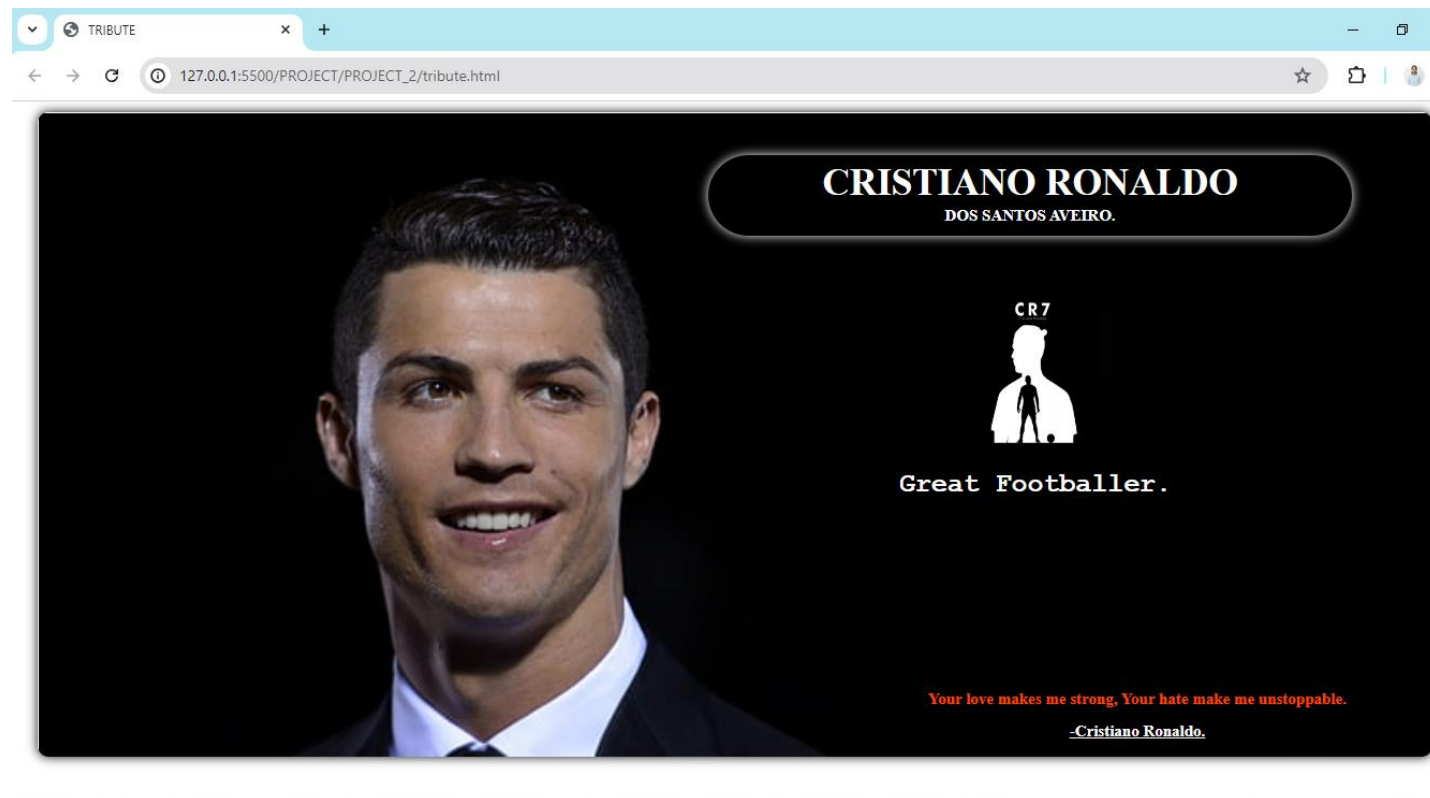 TRIBUTE
127.0.0.1:5500/PROJECT/PROJECT_2/tribute.html
CRISTIANO RONALDO
DOS SANTOS AVEIRO.
CR7
Great Footballer.
Your love makes me strong, Your hate make me unstoppable.
-Cristiano Ronaldo.